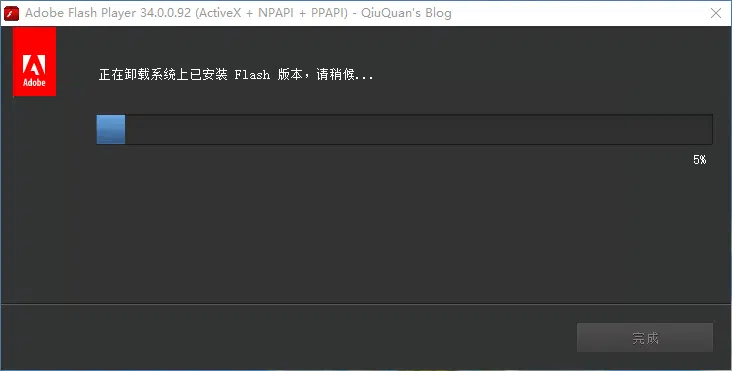 Adobe Flash Player 34.0.0.92 (ActiveX + NPAPI + PPAPI) - QiuQuan's Blog
Adobe
正在卸载系统上已安装 Flash 版本，请稍候...
5%
完成